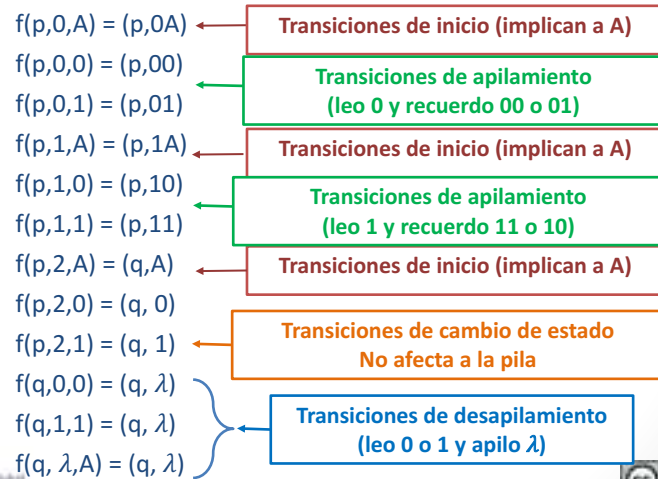 f(p,0,A) = (p,0A)
Transiciones de inicio (implican a A)
f(p,0,0) = (p,00)
f(p,0,1) = (p,01)
Transiciones de apilamiento
(leo 0 y recuerdo 00 o 01)
f(p,1,A) = (p,1A)
Transiciones de inicio (implican a A)
f(p,1,0) = (p,10)
f(p,1,1) = (p,11)
Transiciones de apilamiento
(leo 1 y recuerdo 11 o 10)
f(p,2,A) = (q,A)
Transiciones de inicio (implican a A)
f(p,2,0) = (q, 0)
f(p,2,1) = (q, 1)
Transiciones de cambio de estado
No afecta a la pila
f(q,0,0) = (q, λ)
f(q,1,1) = (q, λ)
f(q, λ,A) = (q, λ)
Transiciones de desapilamiento
(leo 0 o 1 y apilo λ)